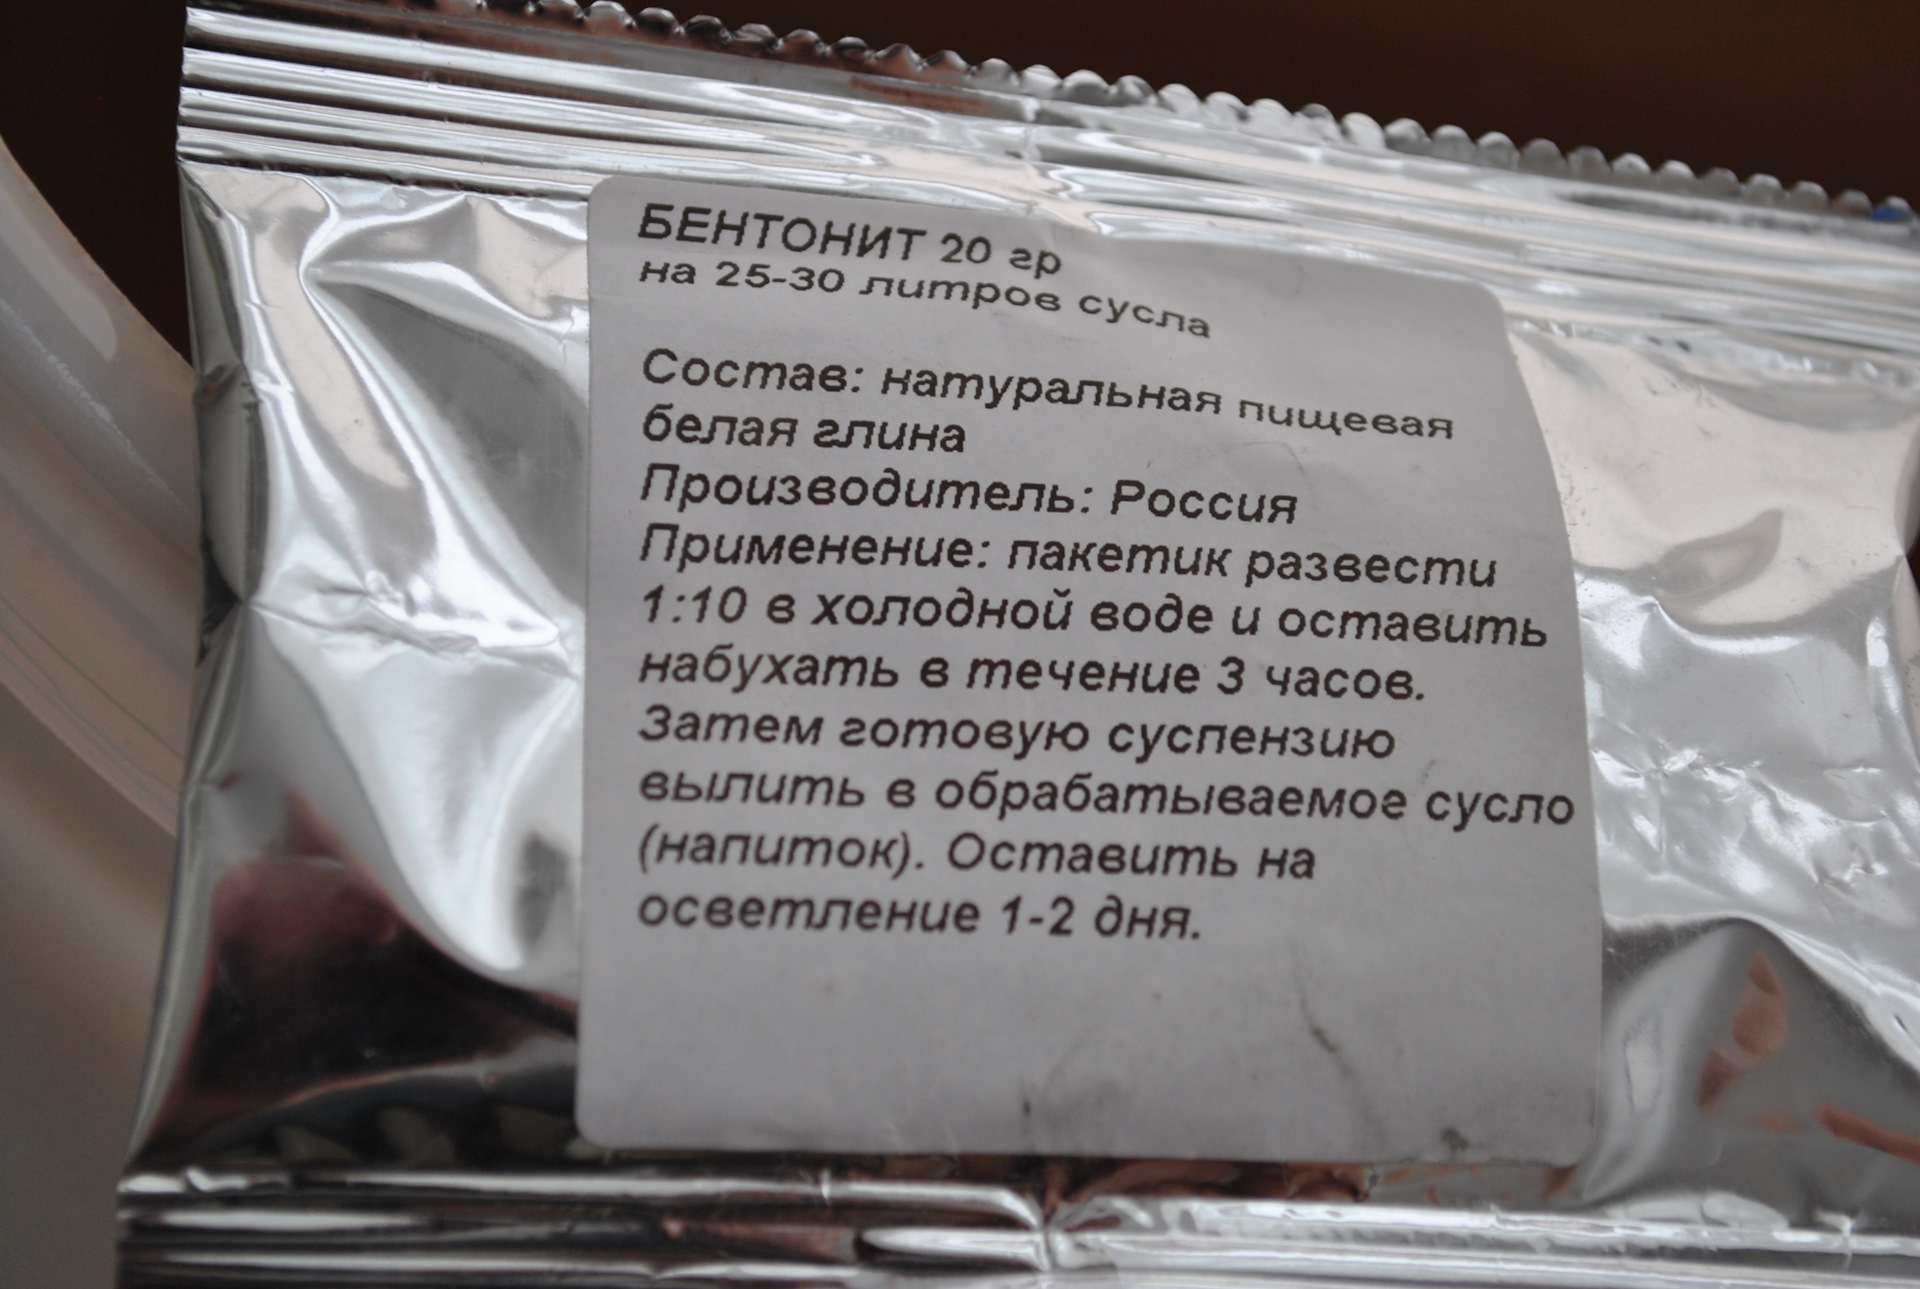 БЕНТОНИТ 20 гр
на 25-30 литров сусла
Состав: натуральная пищевая
белая глина
Производитель: Россия
Применение: пакетик развести
1:10 в холодной воде и оставить
набухать в течение 3 часов.
Затем готовую суспензию
вылить в обрабатываемое сусло
(напиток). Оставить на
осветление 1-2 дня.